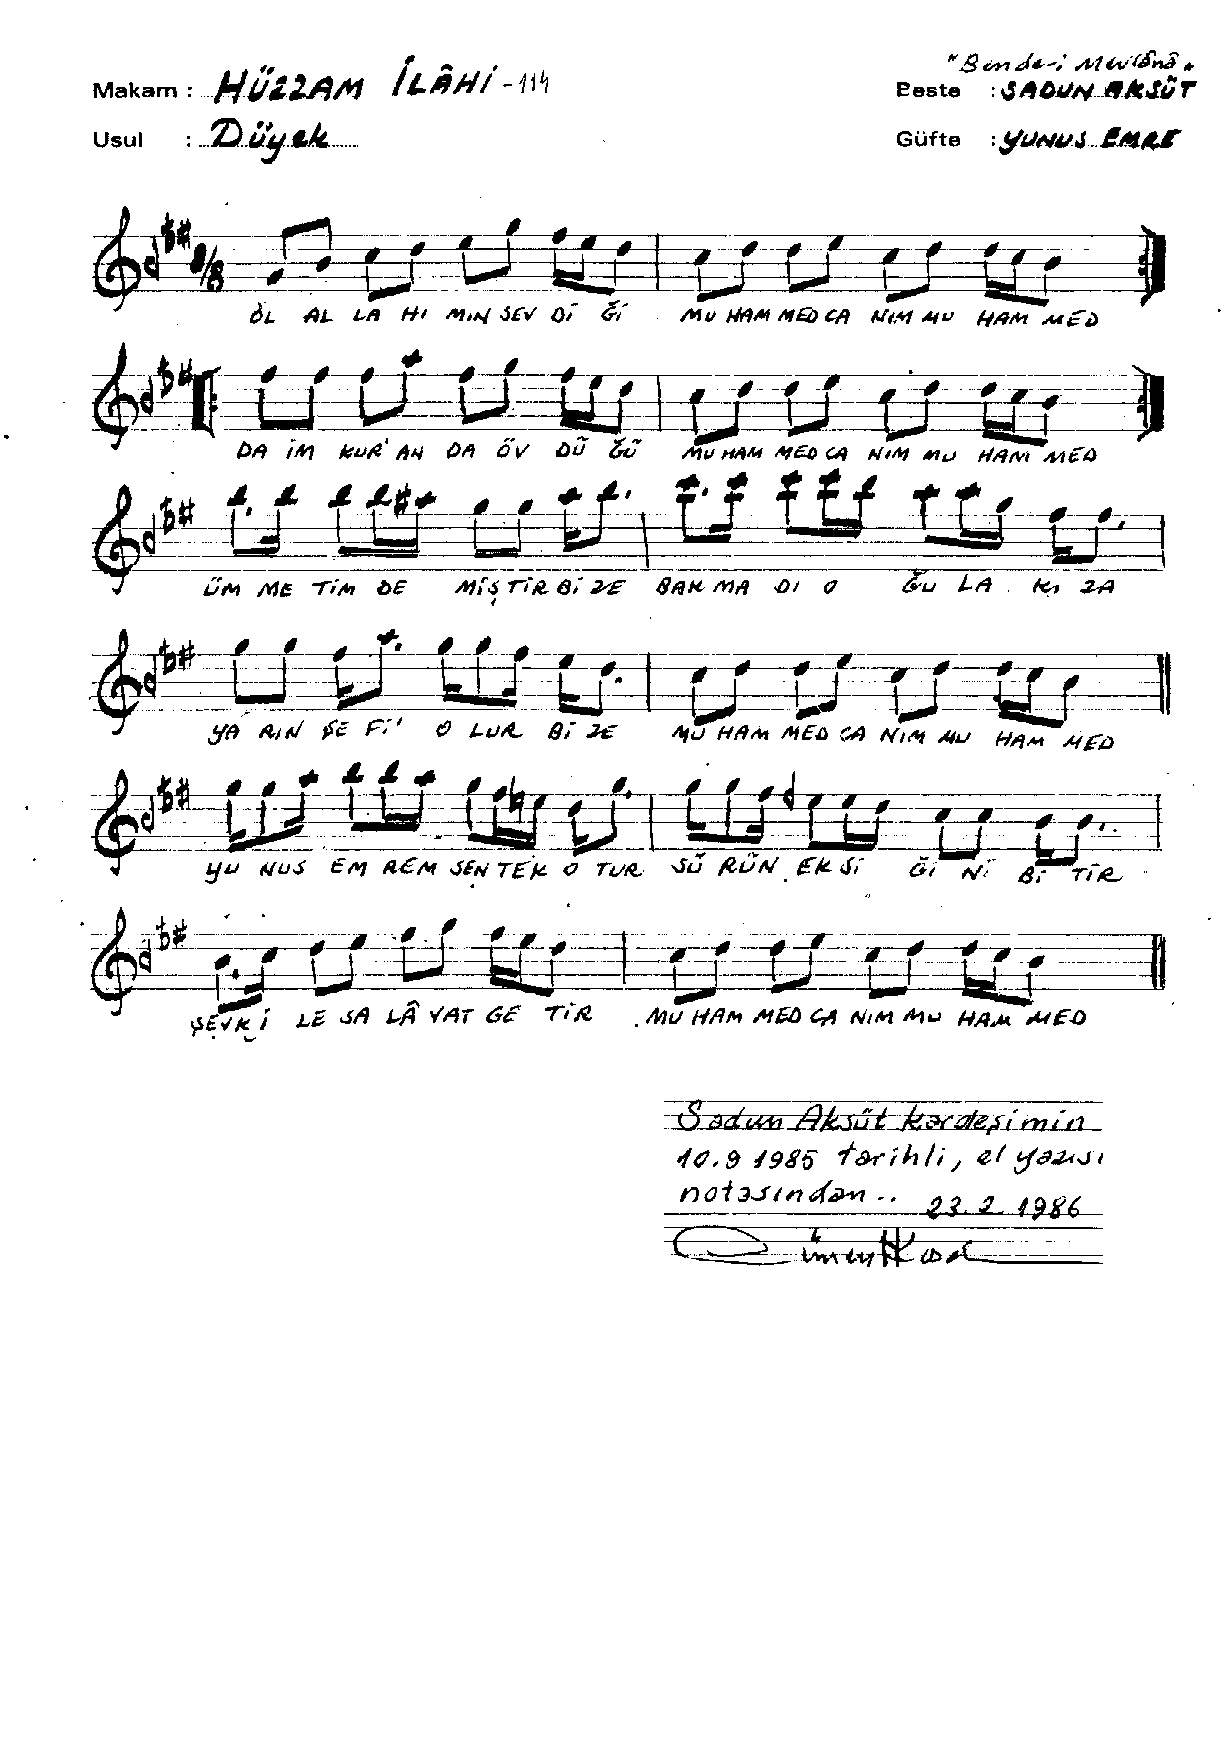 "Bende-i Mevlânâ"
Makam : HÜZZAM İLÂHİ - 114 Beste : SADUN AKSÜT
Usul : Düyek Güfte : YUNUS EMRE
8/8
ÖL AL LA HI MIN SEV Dİ Ğİ MU HAM MED CA NIM MU HAM MED
DA İM KUR'AN DA ÖV DÜ ĞÜ MU HAM MED CA NIM MU HAM MED
ÜM ME TİM DE MİŞ TİR Bİ ZE BAK MA DI O ĞU LA KI ZA
YA RIN ŞE Fİ' O LUR Bİ ZE MU HAM MED CA NIM MU HAM MED
YU NUS EM REM SEN TEK O TUR SÜ RÜN EK Sİ Ğİ Nİ Bİ TİR
ŞEVK İ LE SA LÂ VAT GE TİR MU HAM MED CA NIM MU HAM MED
Sadun Aksüt kardeşimin
10.9 1985 tarihli, el yazısı
notasından.. 23.2.1986